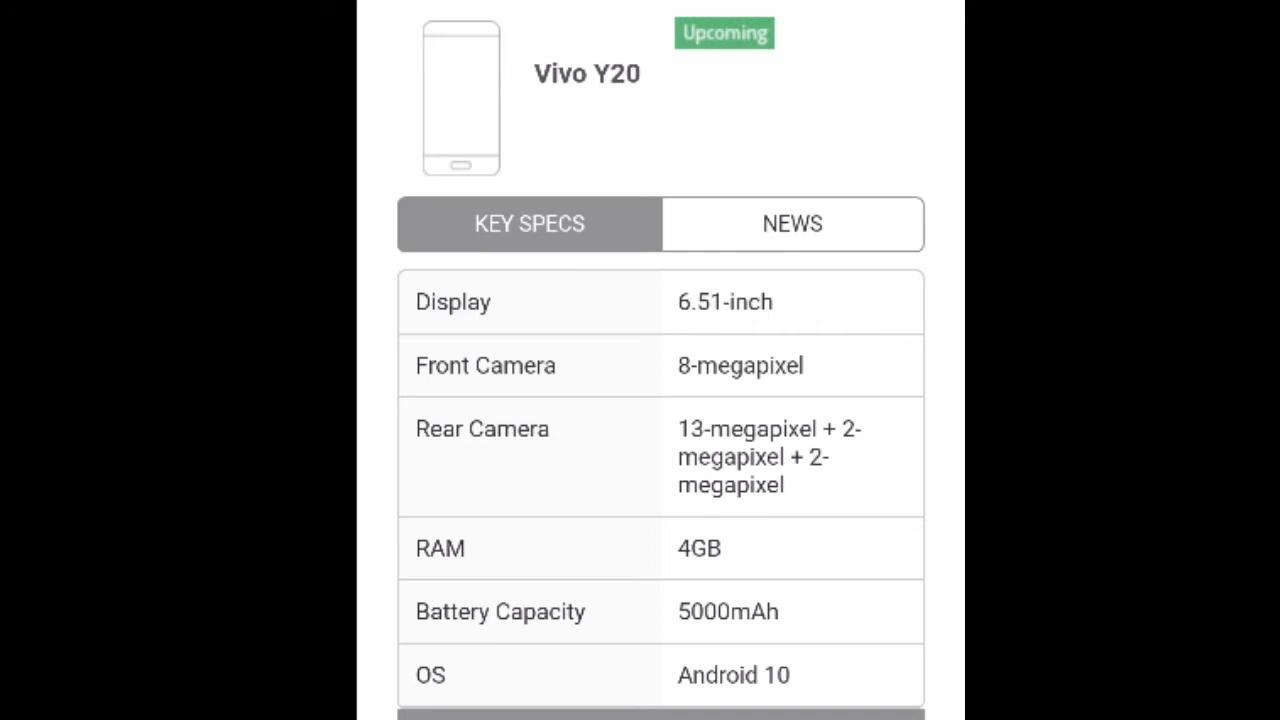 Upcoming
Vivo Y20
KEY SPECS
NEWS
Display
6.51-inch
Front Camera
8-megapixel
Rear Camera
13-megapixel + 2-
megapixel + 2-
megapixel
RAM
4GB
Battery Capacity
5000mAh
OS
Android 10